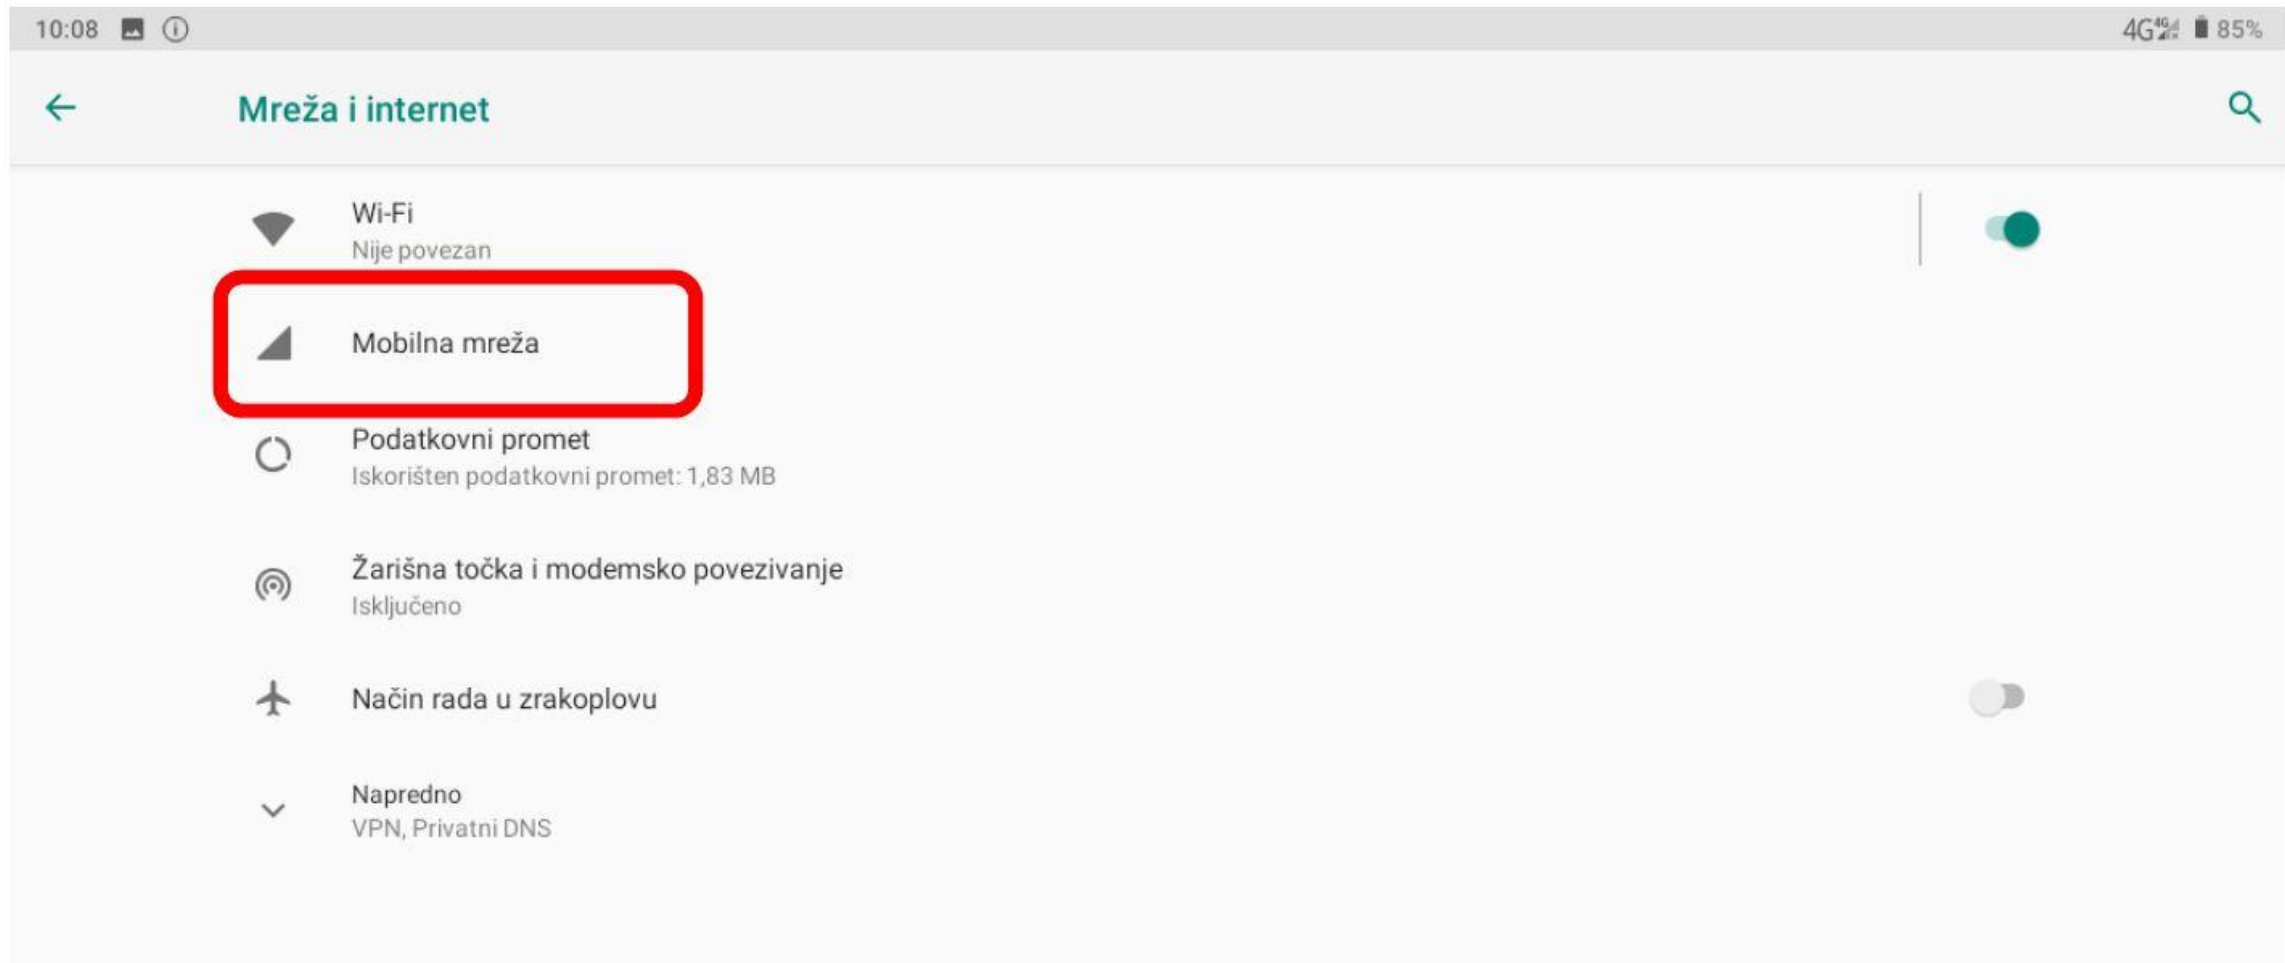 10:08 4G 4G 85%
Mreža i internet
Wi-Fi
Nije povezan
Mobilna mreža
Podatkovni promet
Iskorišten podatkovni promet: 1,83 MB
Žarišna točka i modemsko povezivanje
Isključeno
Način rada u zrakoplovu
Napredno
VPN, Privatni DNS